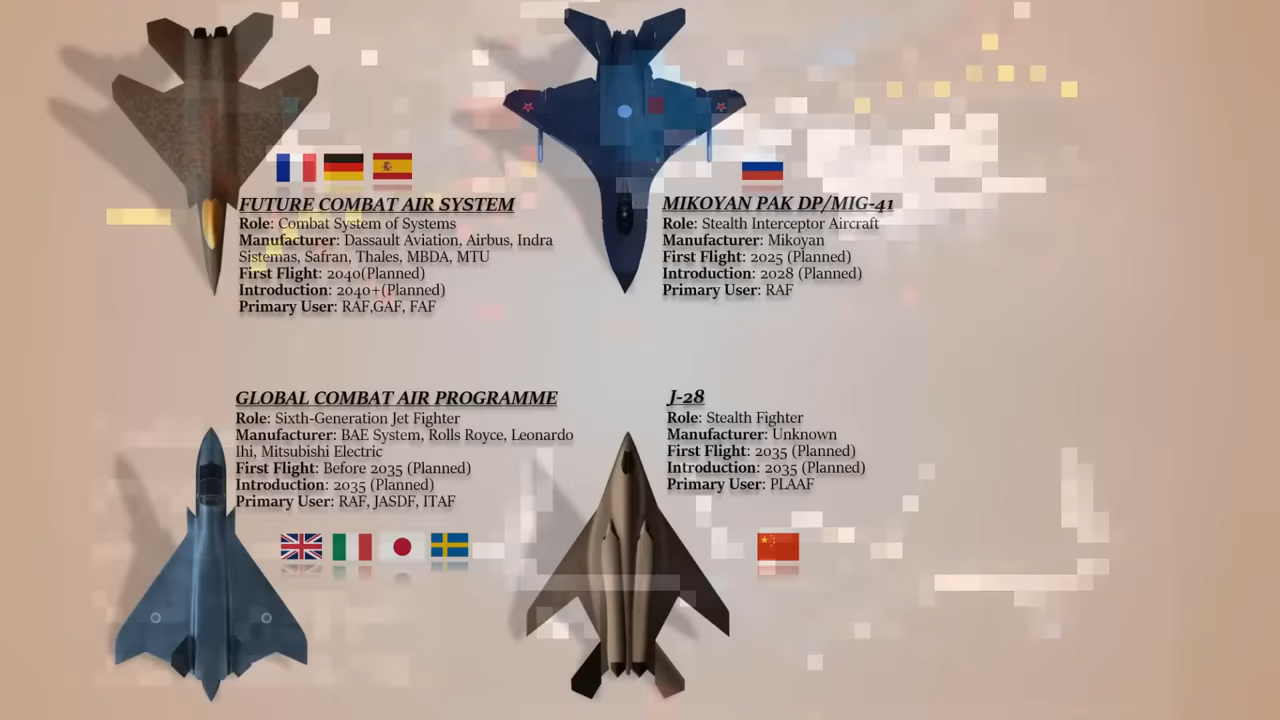 FUTURE COMBAT AIR SYSTEM
Role: Combat System of Systems
Manufacturer: Dassault Aviation, Airbus, Indra
Sistemas, Safran, Thales, MBDA, MTU
First Flight: 2040(Planned)
Introduction: 2040+(Planned)
Primary User: RAF,GAF, FAF
MIKOYAN PAK DP/MIG-41
Role: Stealth Interceptor Aircraft
Manufacturer: Mikoyan
First Flight: 2025 (Planned)
Introduction: 2028 (Planned)
Primary User: RAF
GLOBAL COMBAT AIR PROGRAMME
Role: Sixth-Generation Jet Fighter
Manufacturer: BAE System, Rolls Royce, Leonardo
Ihi, Mitsubishi Electric
First Flight: Before 2035 (Planned)
Introduction: 2035 (Planned)
Primary User: RAF, JASDF, ITAF
J-28
Role: Stealth Fighter
Manufacturer: Unknown
First Flight: 2035 (Planned)
Introduction: 2035 (Planned)
Primary User: PLAAF